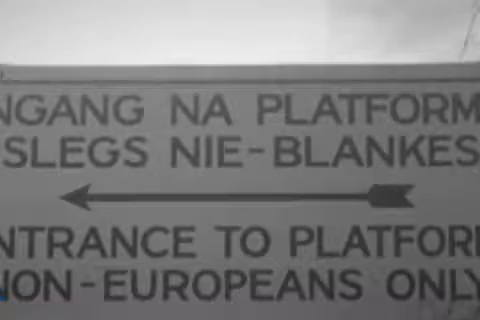 NGANG NA PLATFORM
SLEGS NIE-BLANKES
NTRANCE TO PLATFOR
NON-EUROPEANS ONLY